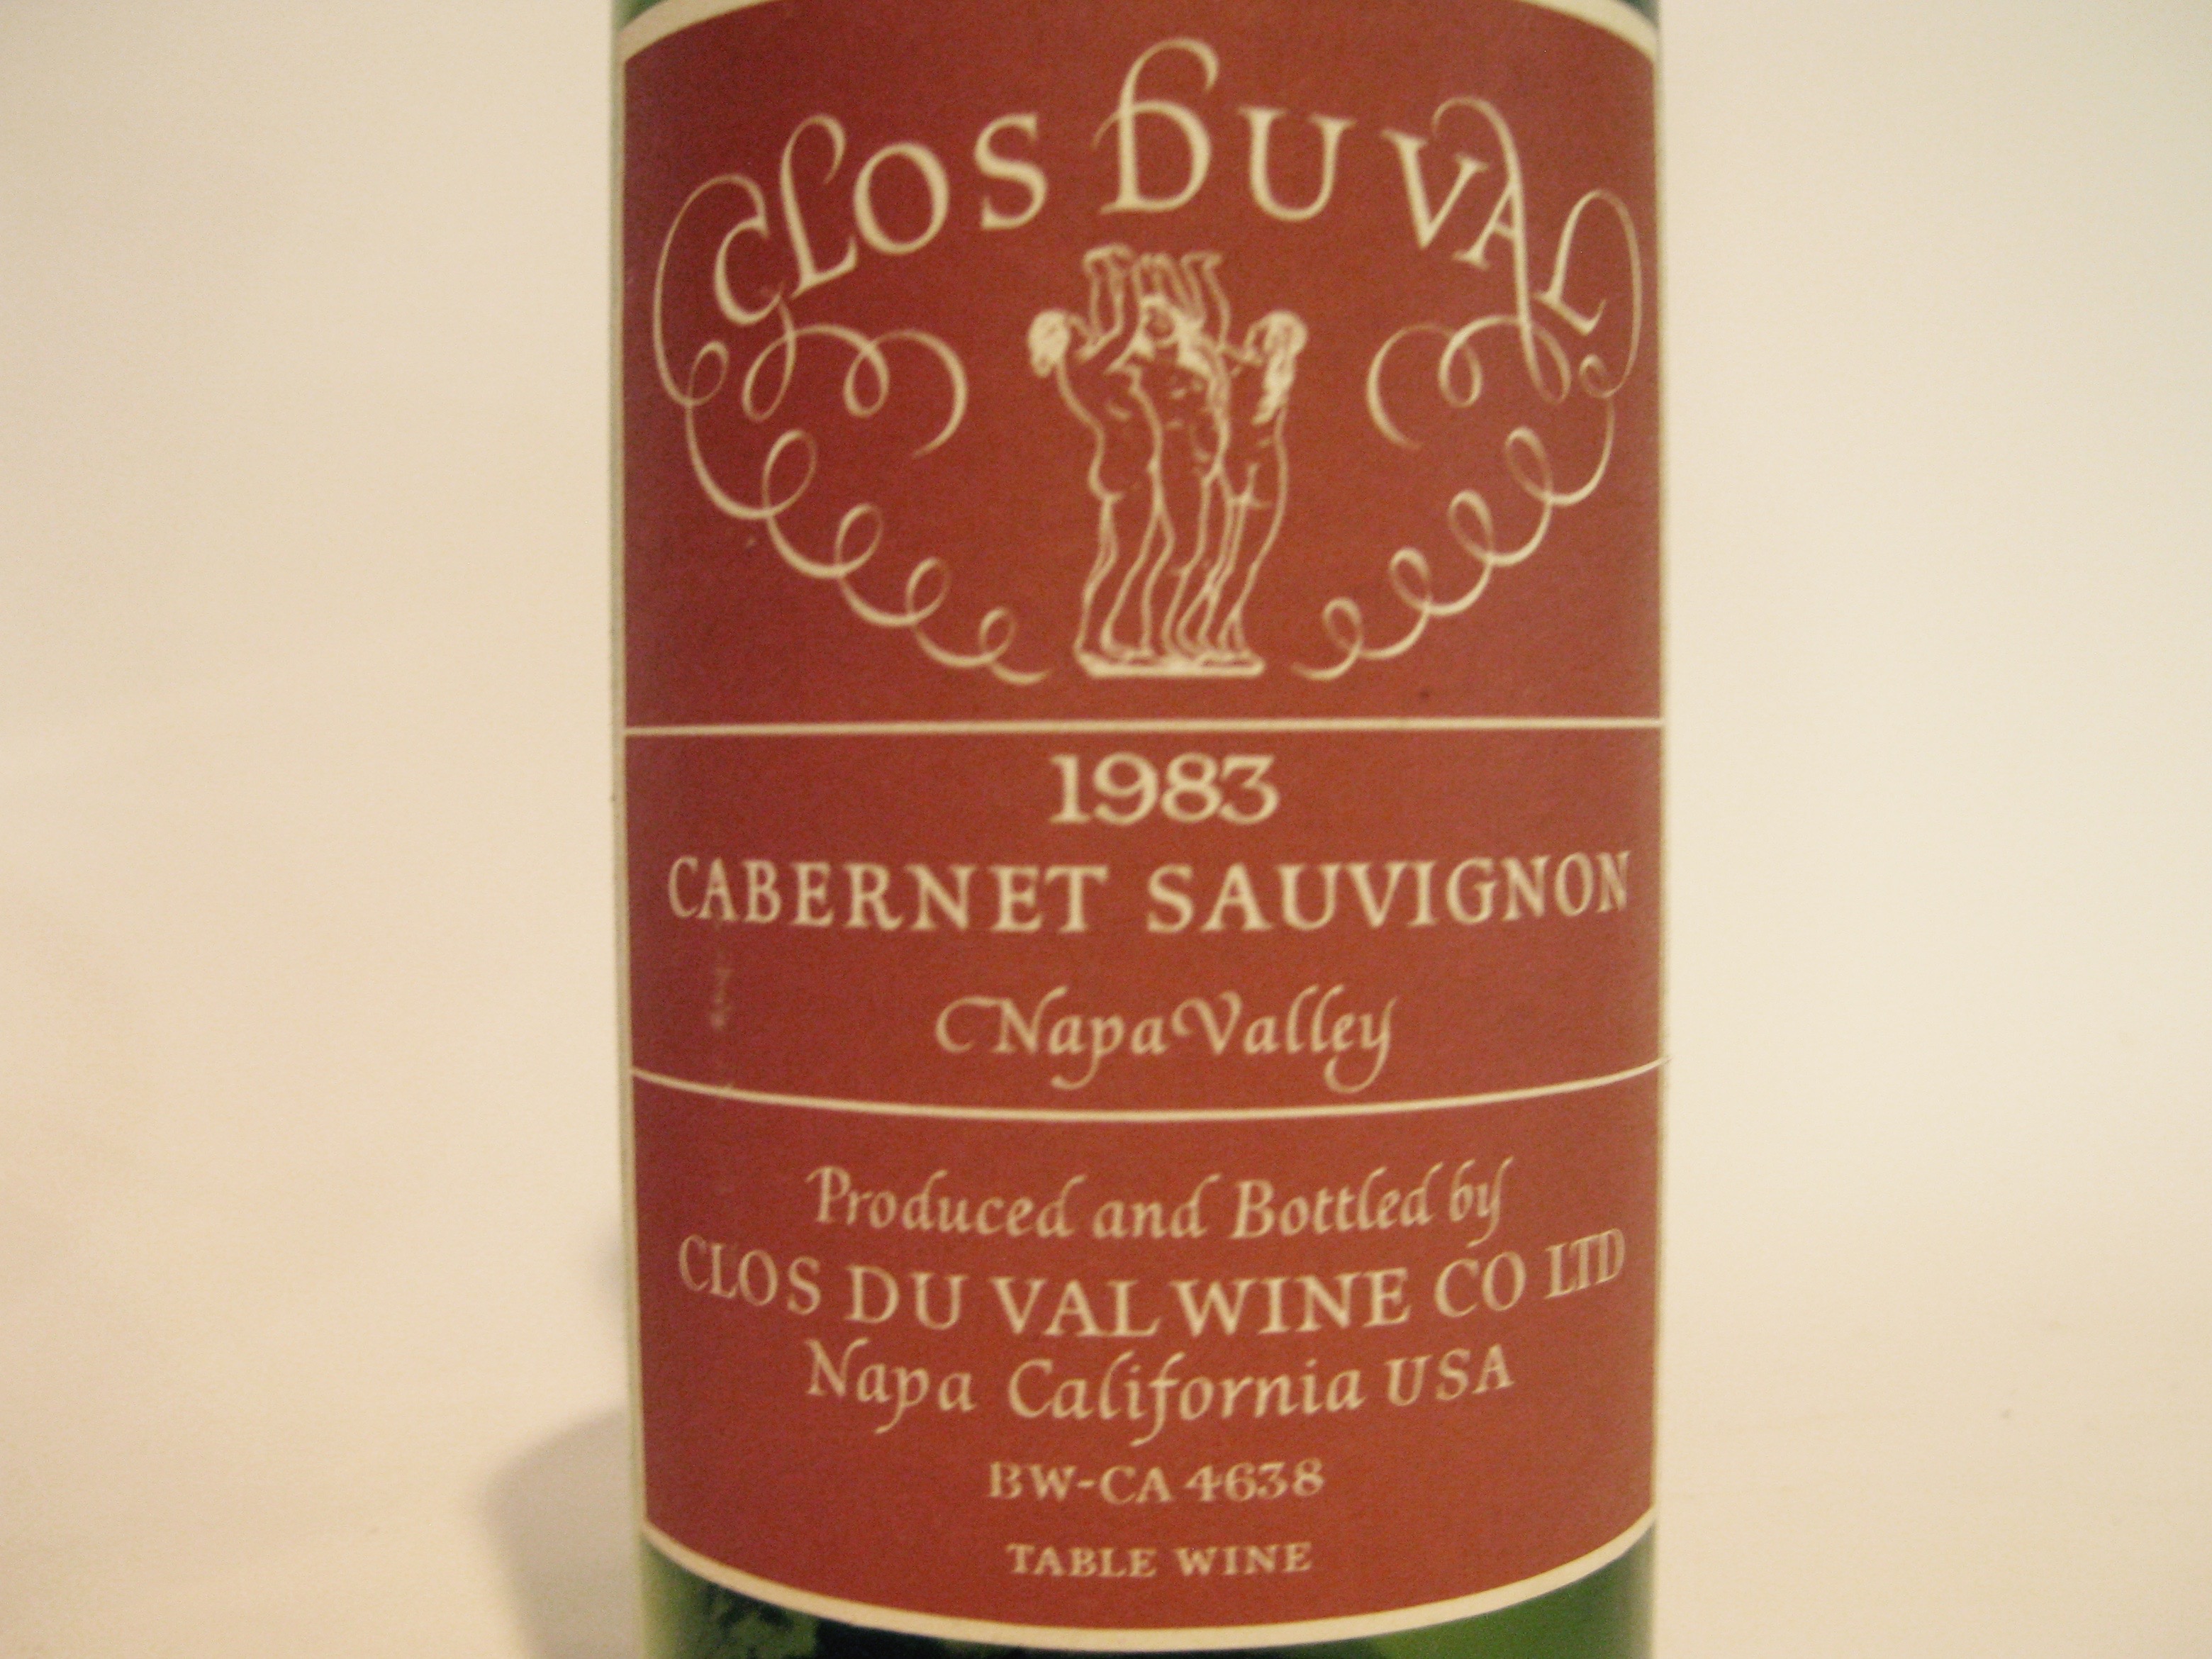 CLOS DU VAL
1983
CABERNET SAUVIGNON
Napa Valley
Produced and Bottled by
CLOS DU VAL WINE CO LTD
Napa California USA
BW-CA 4638
TABLE WINE